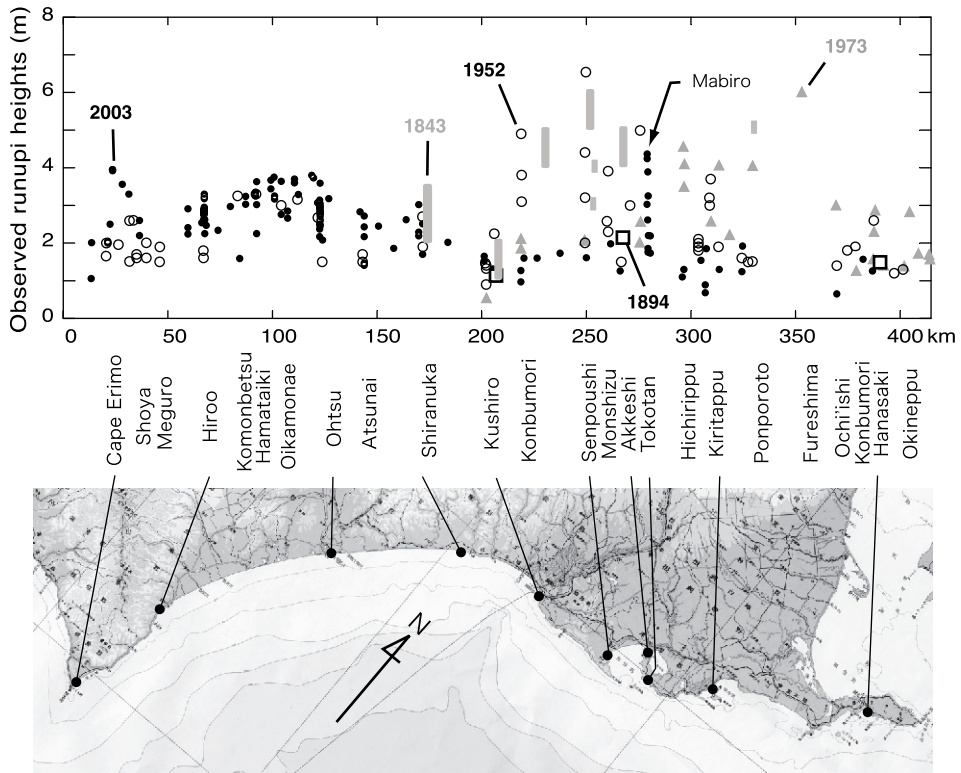 Observed runupi heights (m)
8
6
4
2
0
1973
1952
Mabiro
2003
1843
1894
0 50 100 150 200 250 300 350 400 km
Cape Erimo
Shoya
Meguro
Hiroo
Komonbetsu
Hamataiki
Oikamonae
Ohtsu
Atsunai
Shiranuka
Kushiro
Konbumori
Senpoushi
Monshizu
Akkeshi
Tokotan
Hichirippu
Kiritappu
Ponporoto
Fureshima
Ochi'ishi
Konbumori
Hanasaki
Okineppu
N